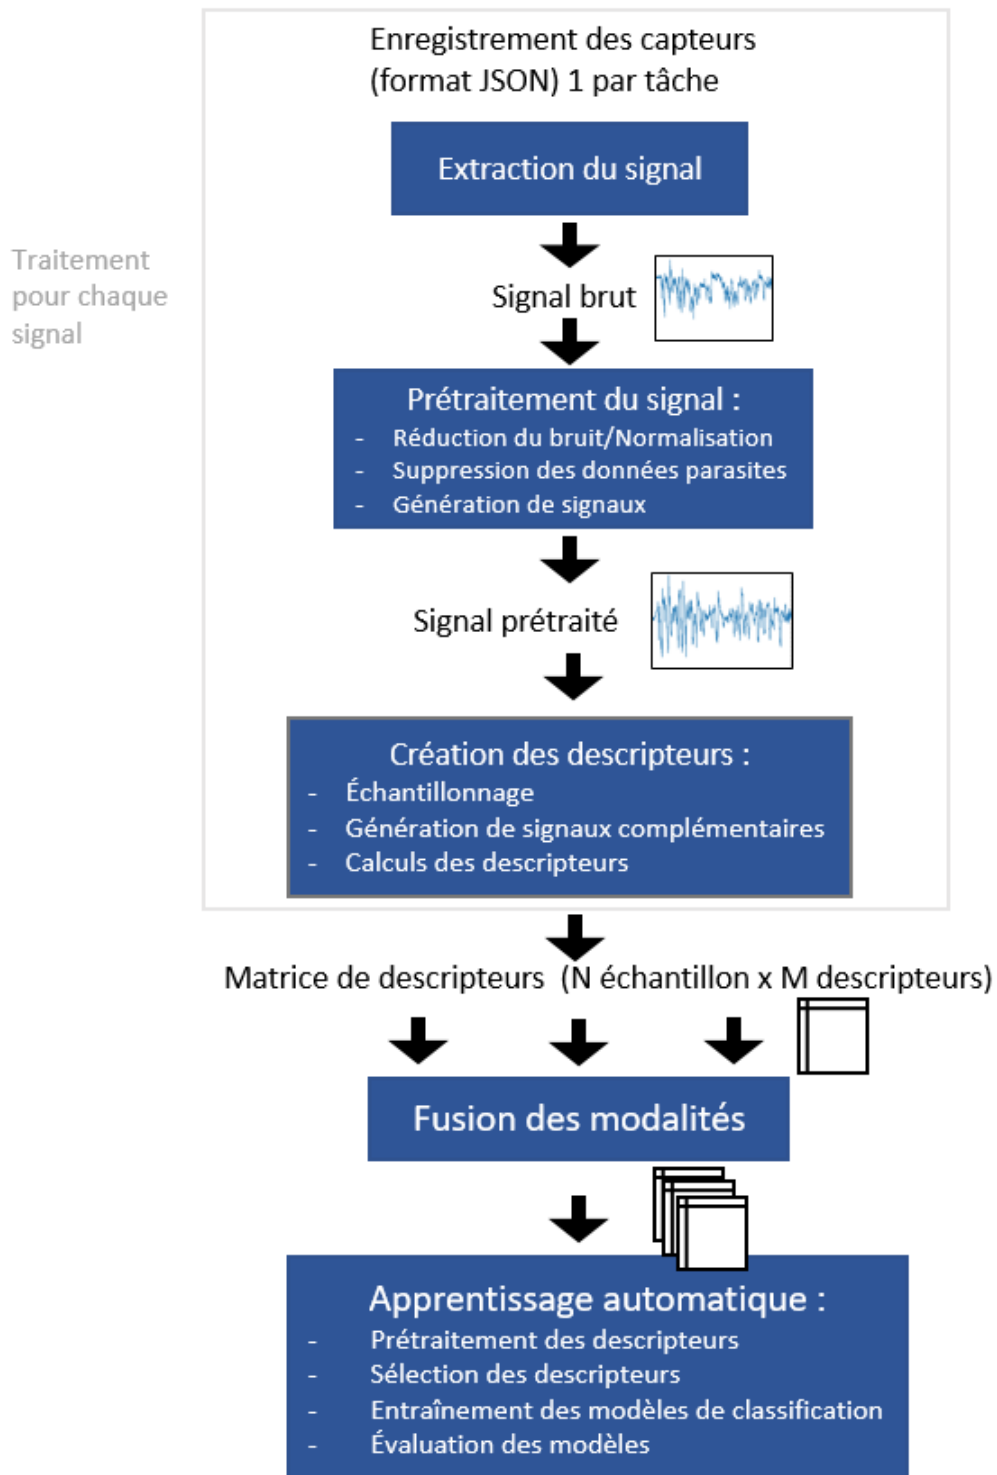 Enregistrement des capteurs
(format JSON) 1 par tâche
Extraction du signal
Traitement
pour chaque
signal
Signal brut
Prétraitement du signal :
- Réduction du bruit/Normalisation
- Suppression des données parasites
- Génération de signaux
Signal prétraité
Création des descripteurs :
- Échantillonnage
- Génération de signaux complémentaires
- Calculs des descripteurs
Matrice de descripteurs (N échantillon x M descripteurs)
Fusion des modalités
Apprentissage automatique :
- Prétraitement des descripteurs
- Sélection des descripteurs
- Entraînement des modèles de classification
- Évaluation des modèles